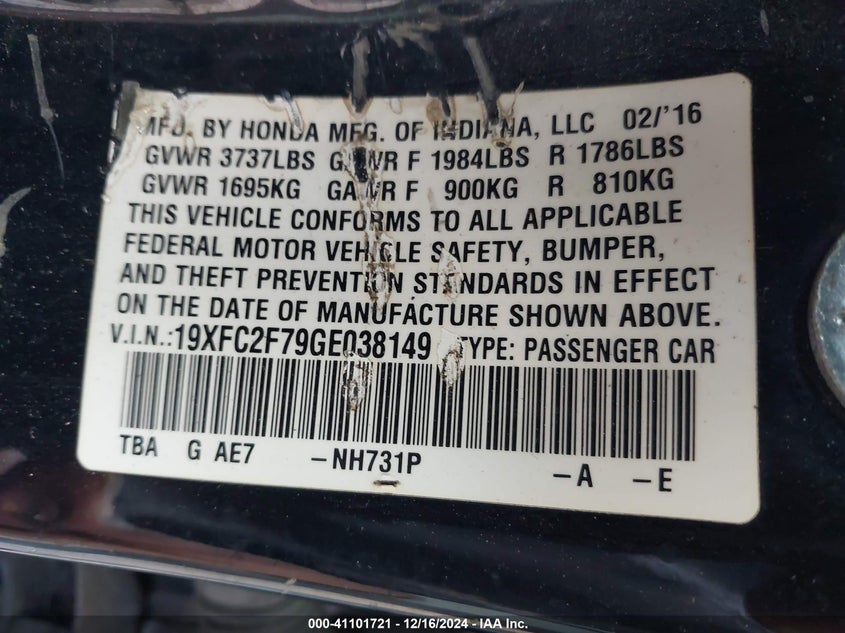 MFD. BY HONDA MFG. OF INDIANA, LLC 02/'16
GVWR 3737LBS GAWR F 1984LBS R 1786LBS
GVWR 1695KG GAWR F 900KG R 810KG
THIS VEHICLE CONFORMS TO ALL APPLICABLE
FEDERAL MOTOR VEHICLE SAFETY, BUMPER,
AND THEFT PREVENTION STANDARDS IN EFFECT
ON THE DATE OF MANUFACTURE SHOWN ABOVE.
V.I.N.:19XFC2F79GE038149 TYPE: PASSENGER CAR
TBA G AE7 -NH731P -A -E
000-41101721 - 12/16/2024 - IAA Inc.